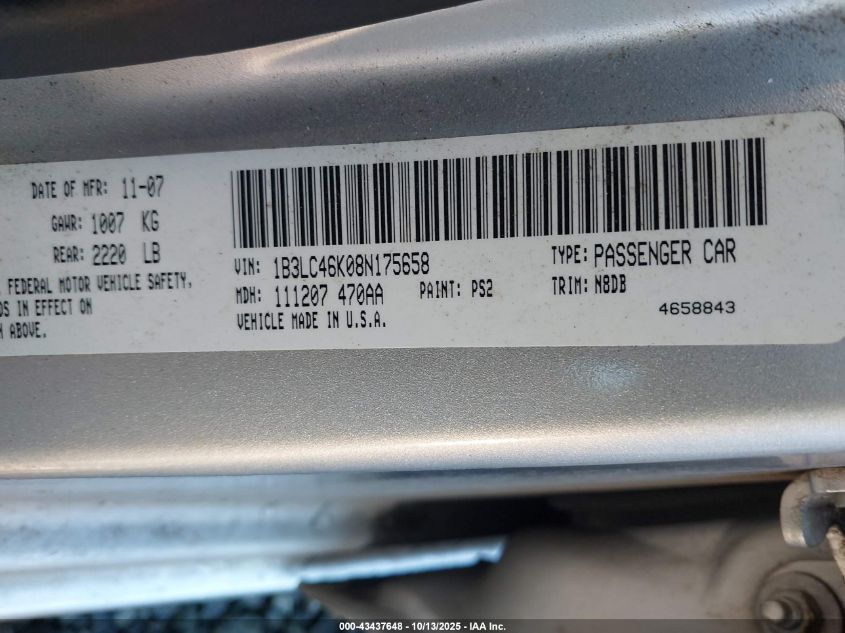 DATE OF MFR: 11-07
GAWR: 1007 KG
REAR: 2220 LB
FEDERAL MOTOR VEHICLE SAFETY,
IN EFFECT ON
ABOVE.
VIN: 1B3LC46K08N175658
TYPE: PASSENGER CAR
MDH: 111207 470AA PAINT: PS2 TRIM: N8DB
VEHICLE MADE IN U.S.A.
4658843
000-43437648 - 10/13/2025 - IAA Inc.